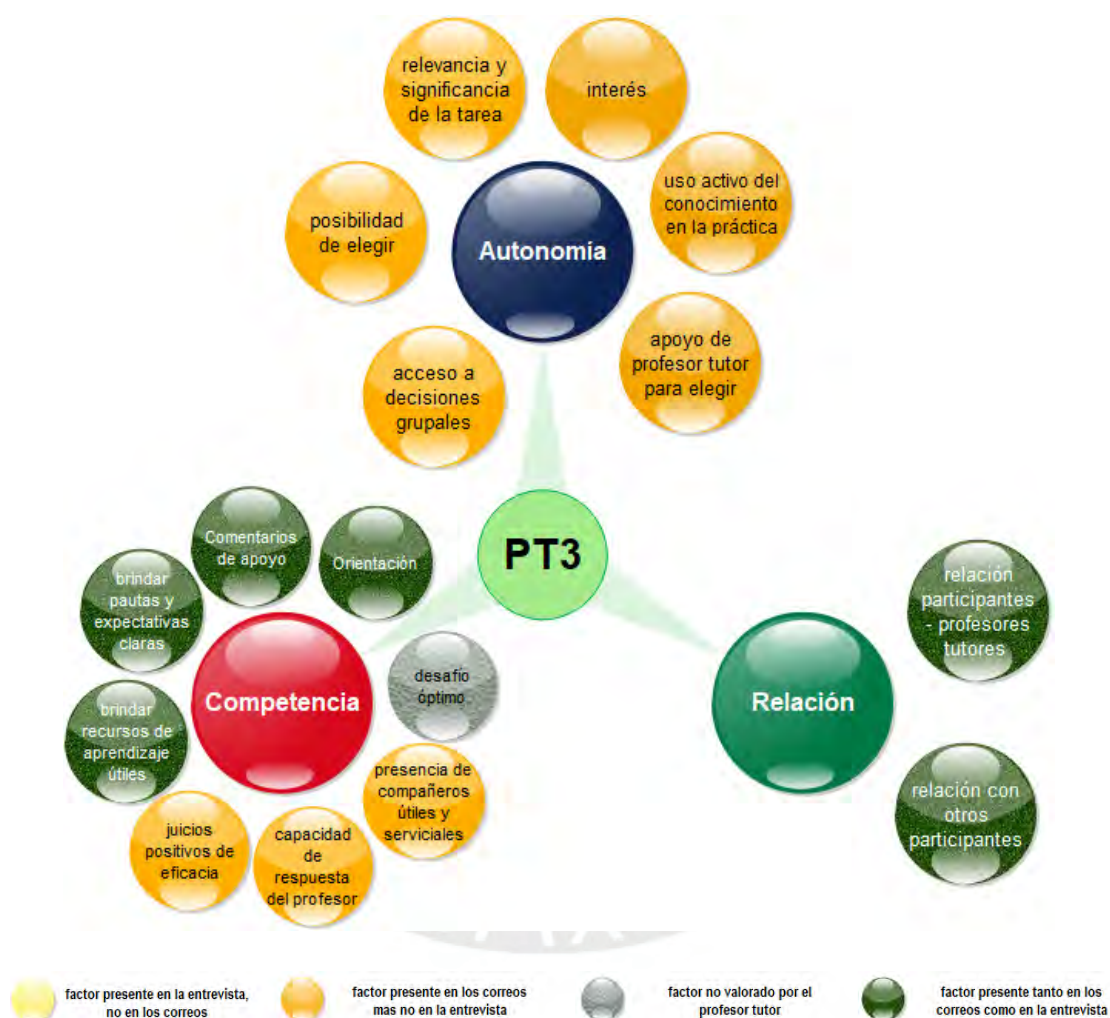 relevancia y
significancia
de la tarea
interés
uso activo del
conocimiento
en la práctica
posibilidad
de elegir
Autonomía
apoyo de
profesor tutor
para elegir
acceso a
decisiones
grupales
PT3
Comentarios
de apoyo
Orientación
brindar
pautas y
expectativas
claras
brindar
recursos de
aprendizaje
útiles
Competencia
desafío
óptimo
presencia de
compañeros
útiles y
serviciales
juicios
positivos de
eficacia
capacidad
de
respuesta
del profesor
relación
participantes
- profesores
tutores
Relación
relación con
otros
participantes
factor presente en la entrevista,
no en los correos
factor presente en los correos
mas no en la entrevista
factor no valorado por el
profesor tutor
factor presente tanto en los
correos como en la entrevista